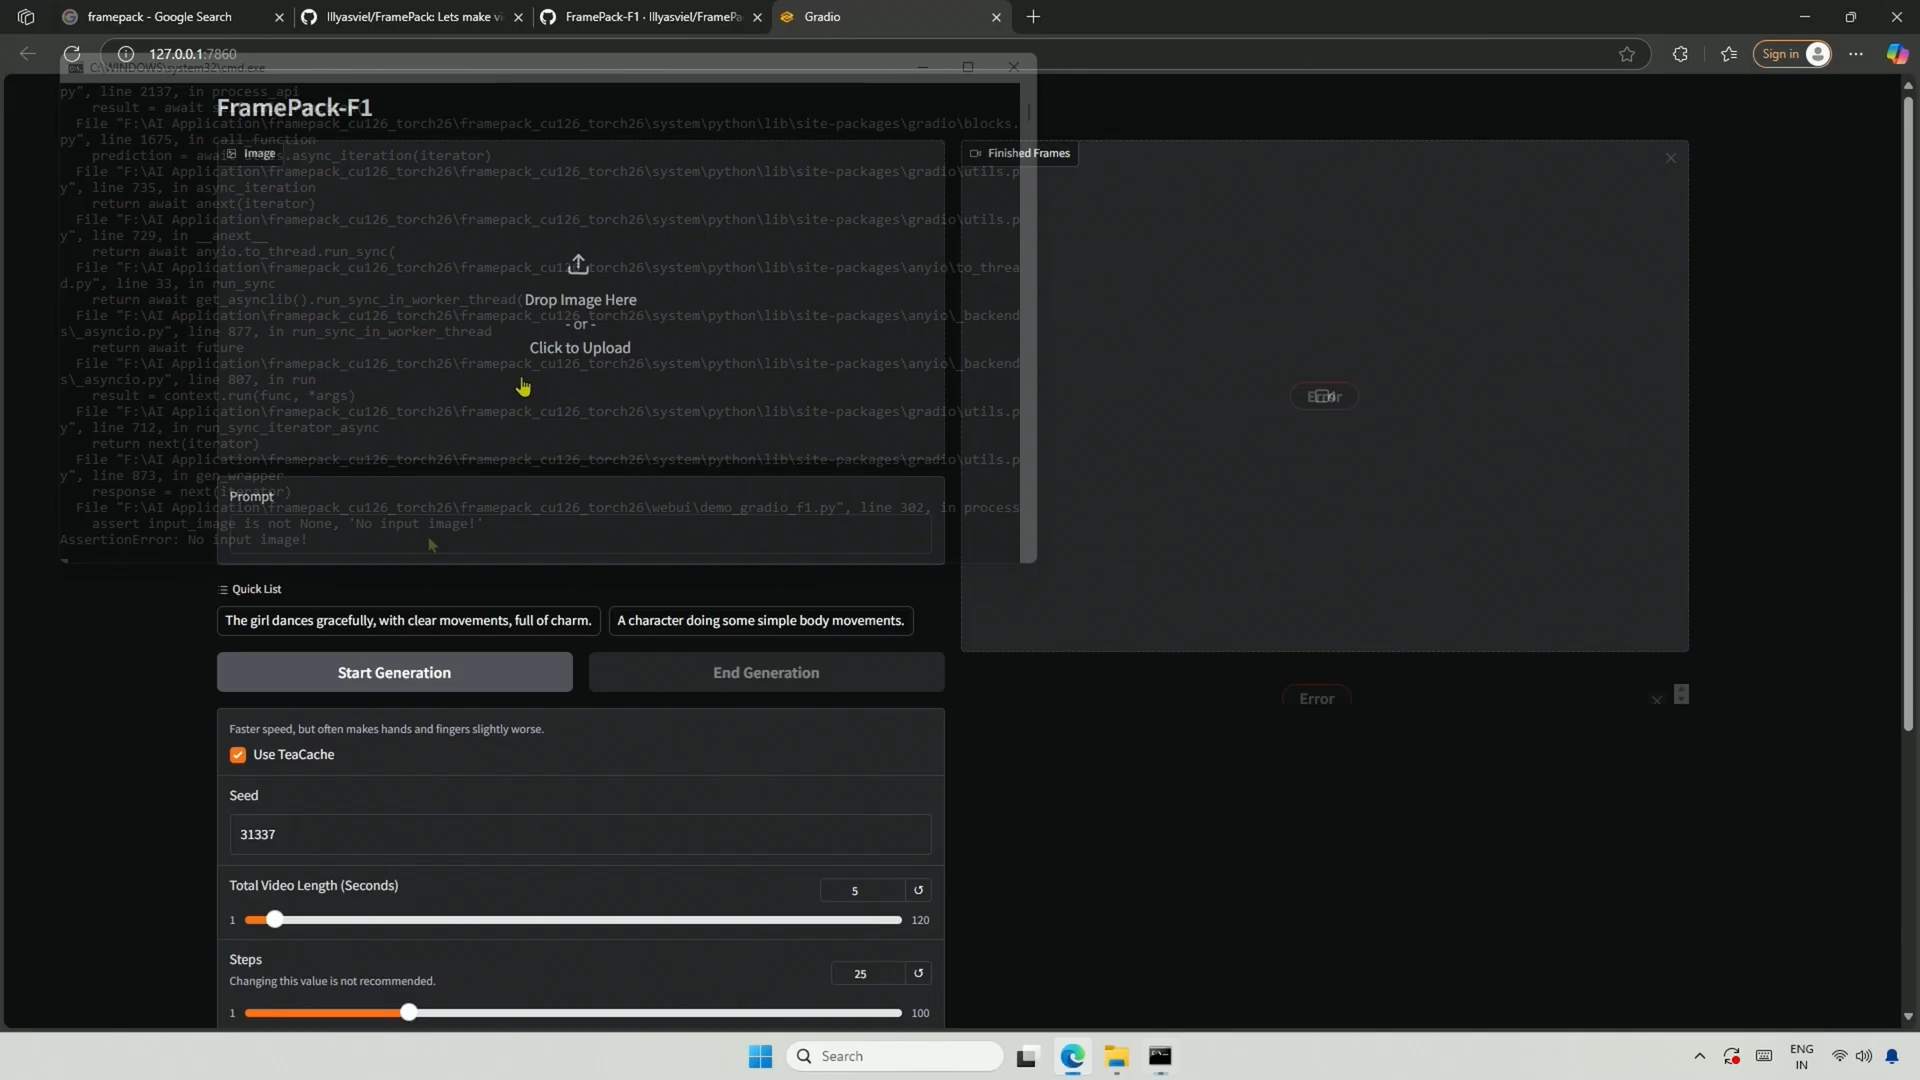 framepack - Google Search
lllyasviel/FramePack: Lets make vi
FramePack-F1 · lllyasviel/FramePa
Gradio
127.0.0.1:7860
Sign in
C:\WINDOWS\system32\cmd.exe
py", line 2137, in process_api
result = await s
FramePack-F1
File "F:\AI Application\framepack_cu126_torch26\framepack_cu126_torch26\system\python\lib\site-packages\gradio\blocks.
py", line 1675, in call_function
Image
prediction = await
s.async_iteration(iterator)
Finished Frames
File "F:\AI Application\framepack_cu126_torch26\framepack_cu126_torch26\system\python\lib\site-packages\gradio\utils.p
y", line 735, in async_iteration
return await anext(iterator)
File "F:\AI Application\framepack_cu126_torch26\framepack_cu126_torch26\system\python\lib\site-packages\gradio\utils.p
y", line 729, in __anext__
return await anyio.to_thread.run_sync(
File "F:\AI Application\framepack_cu126_torch26\framepack_cu126_torch26\system\python\lib\site-packages\anyio\to_threa
d.py", line 33, in run_sync
return await get_asynclib().run_sync_in_worker_thread(
Drop Image Here
File "F:\AI Application\framepack_cu126_torch26\framepack_cu126_torch26\system\python\lib\site-packages\anyio\_backend
- or -
s\_asyncio.py", line 877, in run_sync_in_worker_thread
return await future
Click to Upload
File "F:\AI Application\framepack_cu126_torch26\framepack_cu126_torch26\system\python\lib\site-packages\anyio\_backend
s\_asyncio.py", line 807, in run
result = context.run(func, *args)
Error
File "F:\AI Application\framepack_cu126_torch26\framepack_cu126_torch26\system\python\lib\site-packages\gradio\utils.p
y", line 712, in run_sync_iterator_async
return next(iterator)
File "F:\AI Application\framepack_cu126_torch26\framepack_cu126_torch26\system\python\lib\site-packages\gradio\utils.p
y", line 873, in gen_wrapper
response = next(iterator)
Prompt
File "F:\AI Application\framepack_cu126_torch26\framepack_cu126_torch26\webui\demo_gradio_f1.py", line 302, in process
assert input_image is not None, 'No input image!'
AssertionError: No input image!
Quick List
The girl dances gracefully, with clear movements, full of charm.
A character doing some simple body movements.
Start Generation
End Generation
Error
Faster speed, but often makes hands and fingers slightly worse.
Use TeaCache
Seed
31337
Total Video Length (Seconds)
5
1
120
Steps
25
Changing this value is not recommended.
1
100
Search
ENG
IN